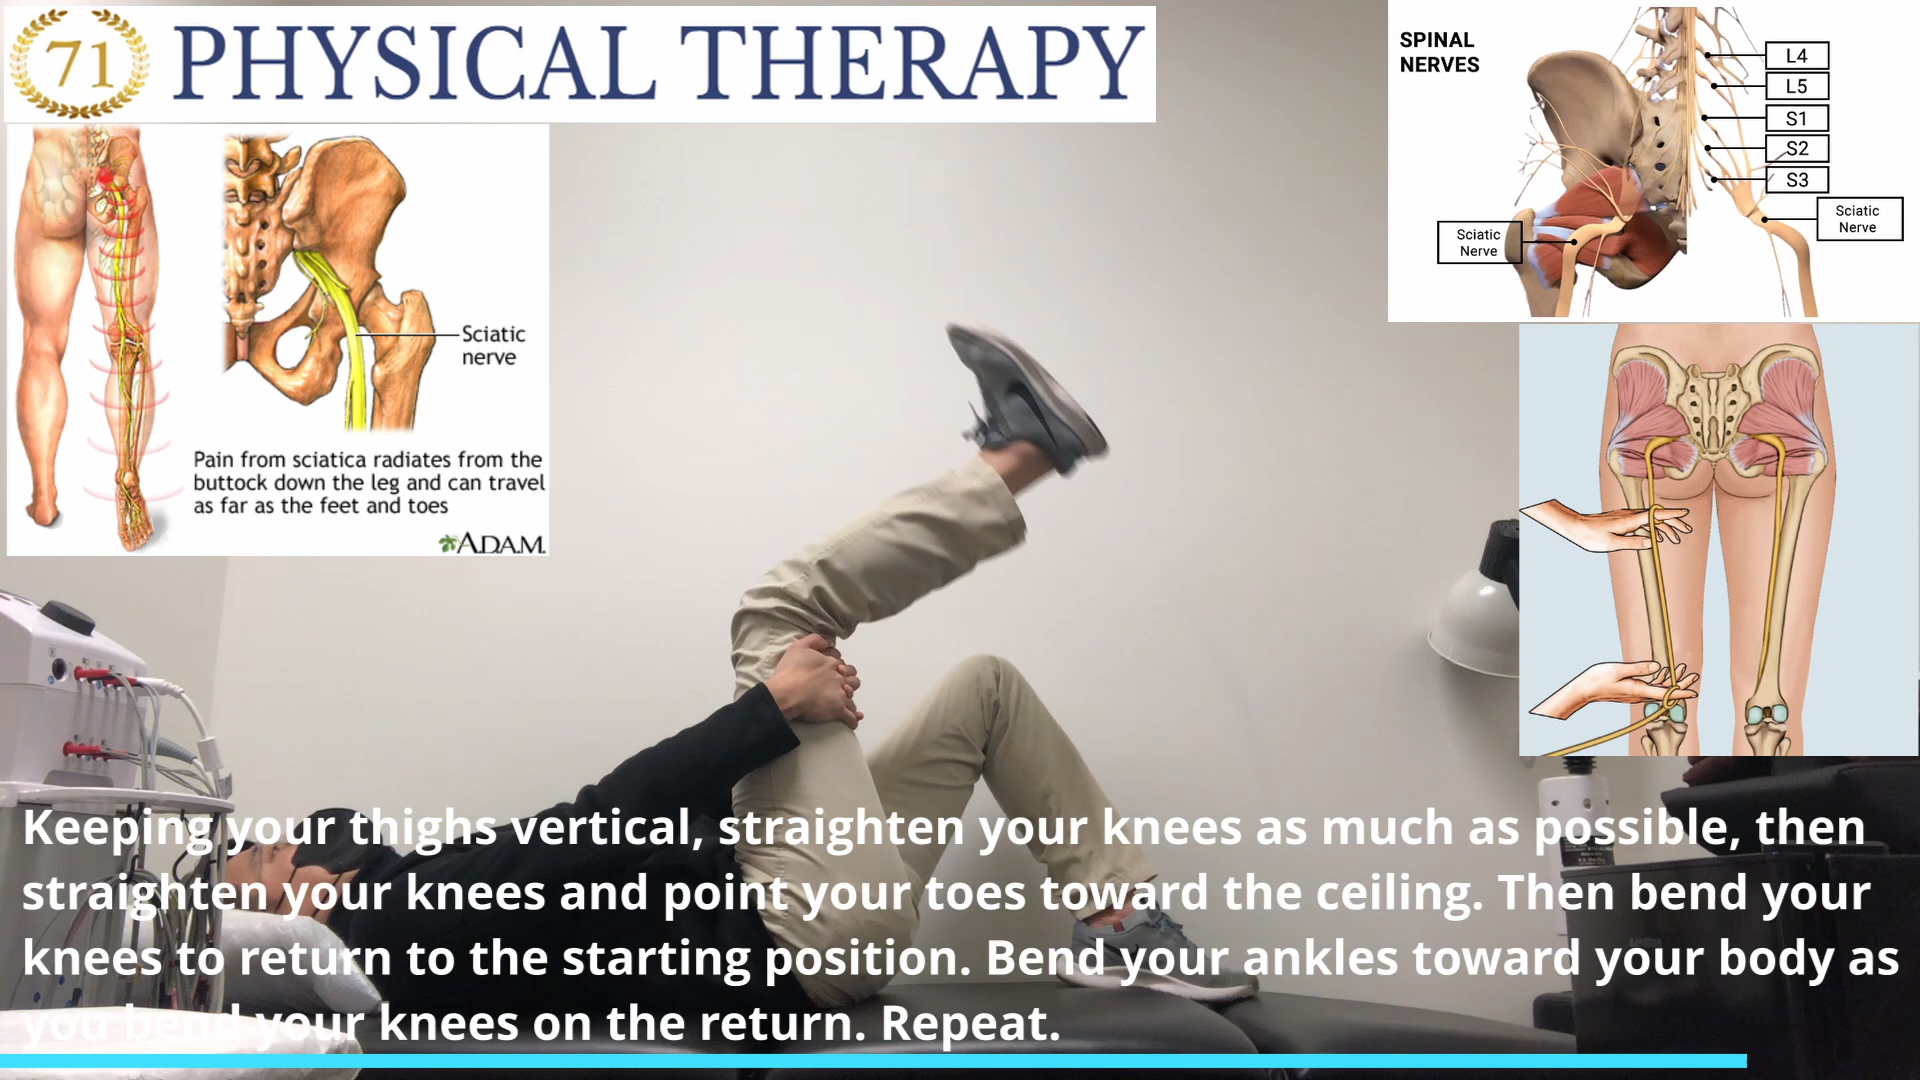 71 PHYSICAL THERAPY
Sciatic
nerve
Pain from sciatica radiates from the
buttock down the leg and can travel
as far as the feet and toes
A.D.A.M.
SPINAL
NERVES
L4
L5
S1
S2
S3
Sciatic
Nerve
Sciatic
Nerve
Keeping your thighs vertical, straighten your knees as much as possible, then
straighten your knees and point your toes toward the ceiling. Then bend your
knees to return to the starting position. Bend your ankles toward your body as
you bend your knees on the return. Repeat.